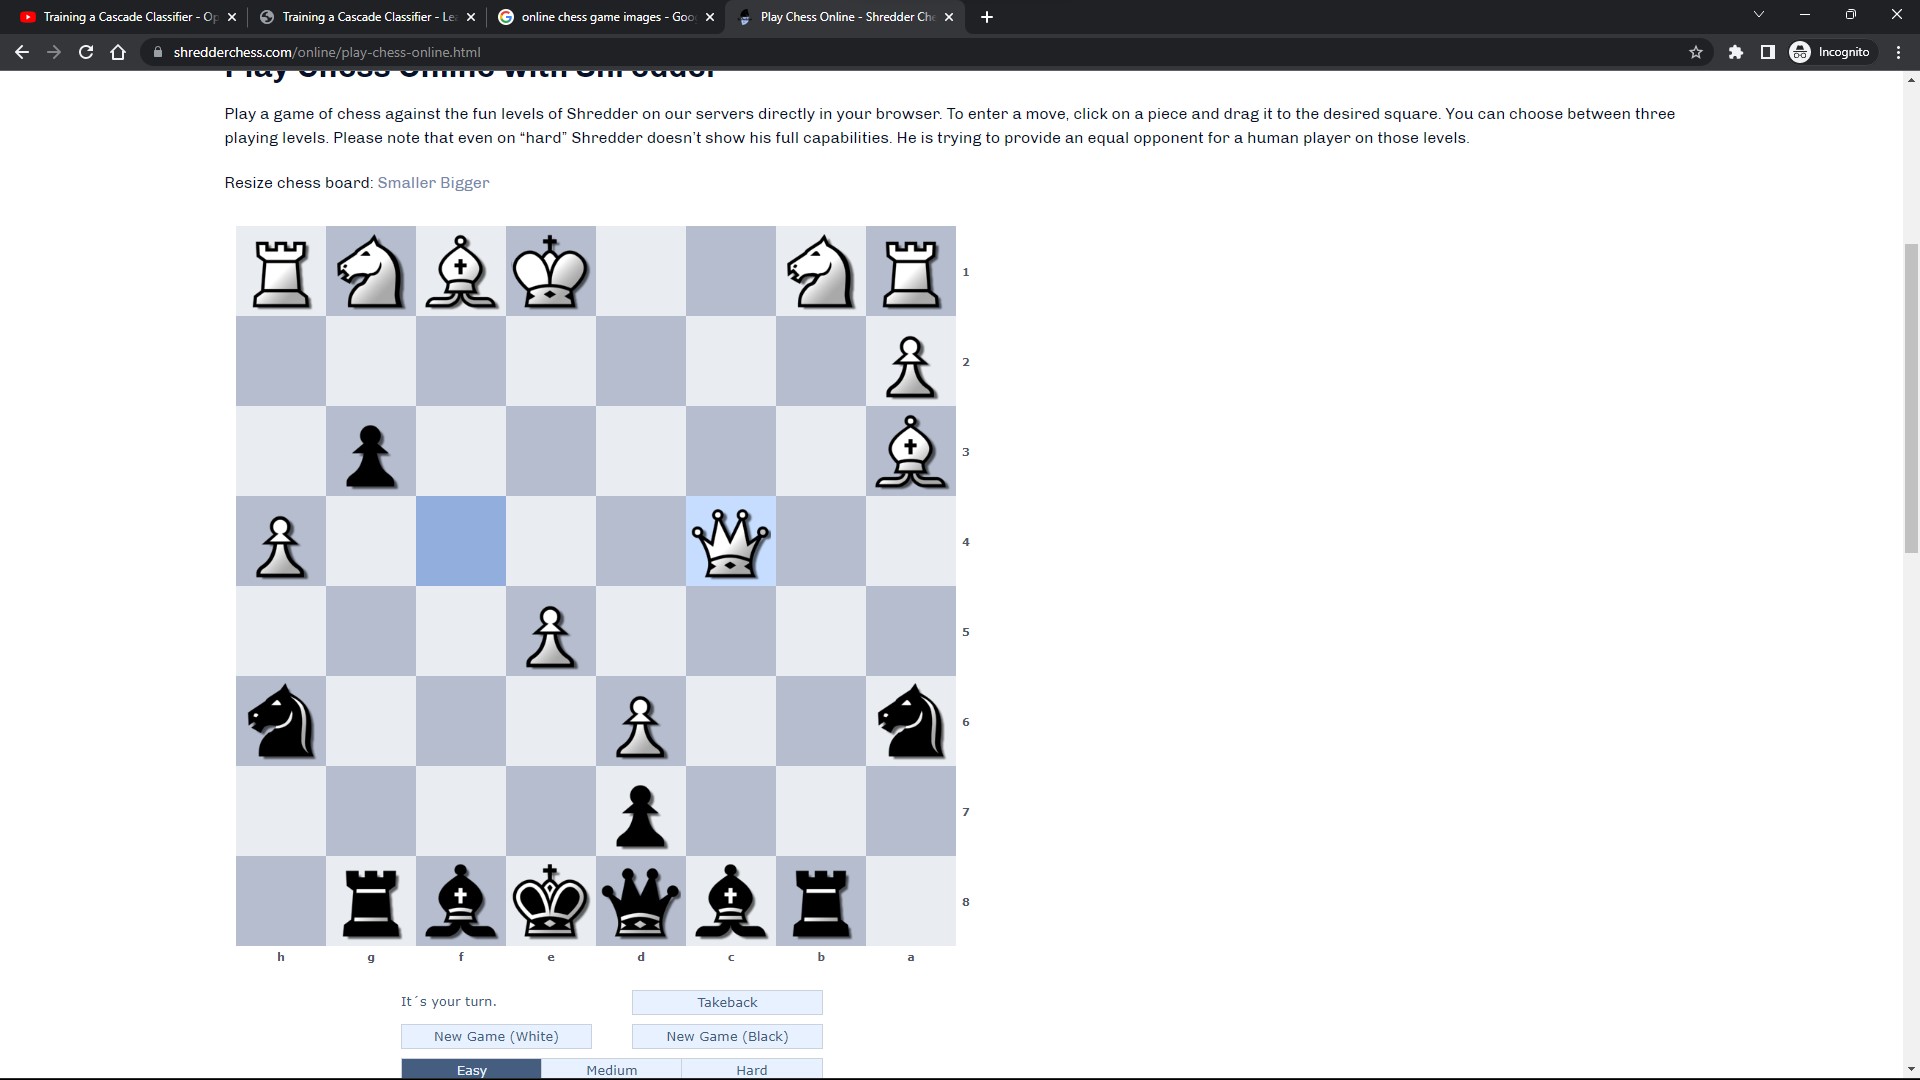 Training a Cascade Classifier - Op
Training a Cascade Classifier - Le
online chess game images - Goo
Play Chess Online - Shredder Che
shredderchess.com/online/play-chess-online.html
Incognito
Play Chess Online with Shredder
Play a game of chess against the fun levels of Shredder on our servers directly in your browser. To enter a move, click on a piece and drag it to the desired square. You can choose between three
playing levels. Please note that even on “hard” Shredder doesn’t show his full capabilities. He is trying to provide an equal opponent for a human player on those levels.
Resize chess board: Smaller Bigger
1
2
3
4
5
6
7
8
h g f e d c b a
It´s your turn.
Takeback
New Game (White)
New Game (Black)
Easy
Medium
Hard